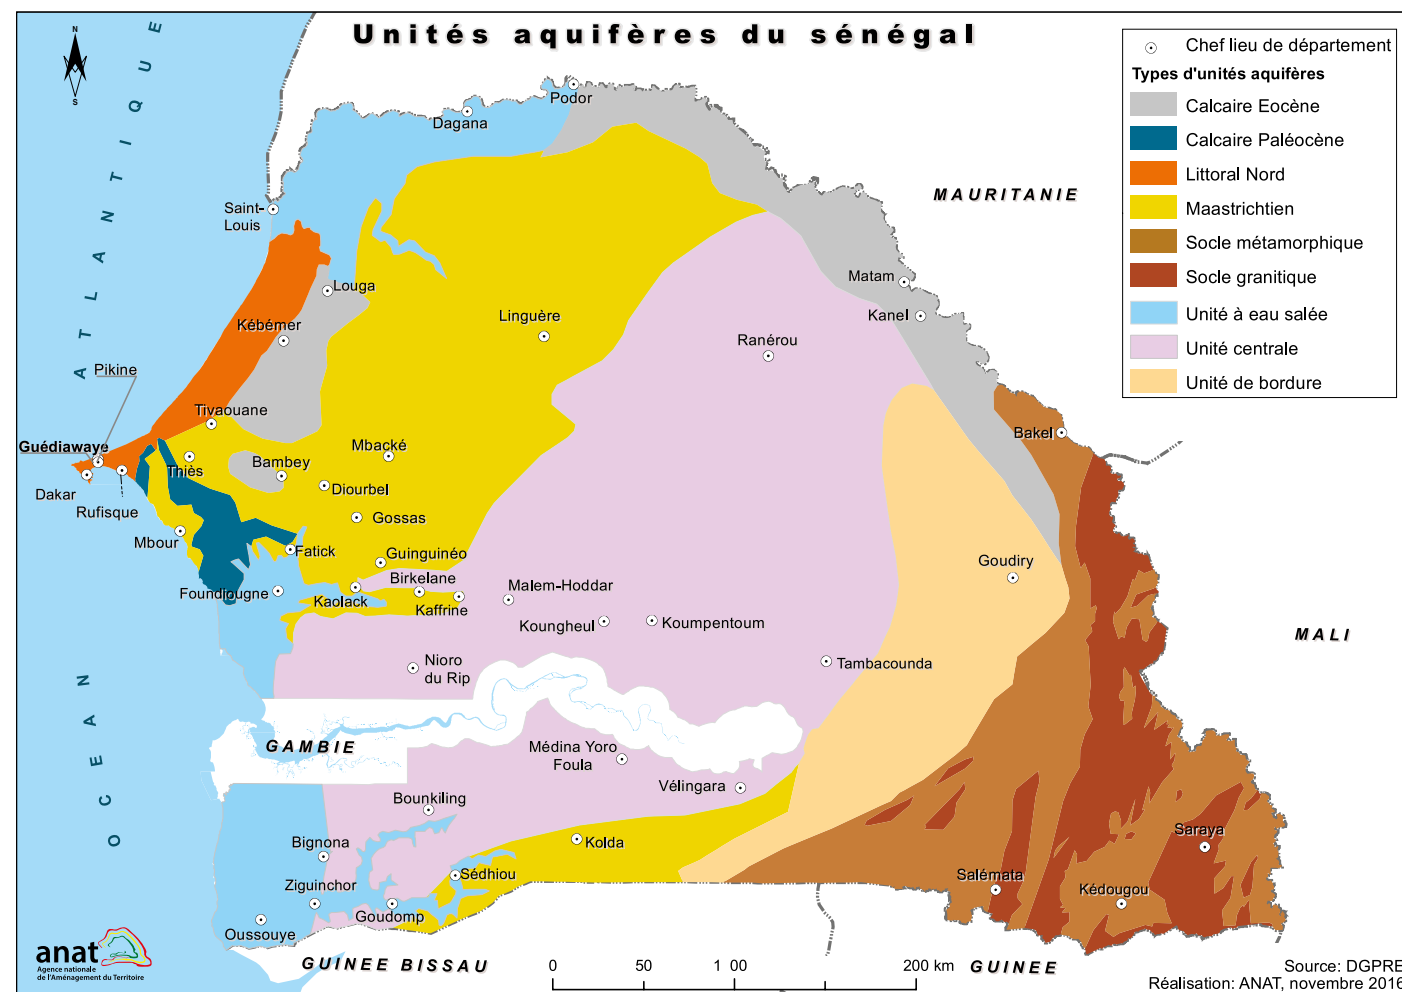 Unités aquifères du sénégal
N
S
ATLANTIQUE
OCEAN
Chef lieu de département
Types d'unités aquifères
Calcaire Eocène
Calcaire Paléocène
Littoral Nord
Maastrichtien
Socle métamorphique
Socle granitique
Unité à eau salée
Unité centrale
Unité de bordure
Podor
Dagana
MAURITANIE
Saint-
Louis
Matam
Louga
Kanel
Linguère
Kébémer
Ranérou
Pikine
Tivaouane
Bakel
Guédiawaye
Mbacké
Thiès
Bambey
Diourbel
Dakar
Rufisque
Gossas
Mbour
Fatick
Guinguinéo
Goudiry
Birkelane
Malem-Hoddar
Foundiougne
Kaolack
Kaffrine
Koungheul
Koumpentoum
MALI
Nioro
du Rip
Tambacounda
GAMBIE
Médina Yoro
Foula
Vélingara
Bounkiling
Saraya
Bignona
Kolda
Sédhiou
Salémata
Ziguinchor
Kédougou
Goudomp
Oussouye
anat
Agence nationale
de l'Aménagement du Territoire
GUINEE BISSAU
0 50 1 00 200 km
GUINEE
Source: DGPRE
Réalisation: ANAT, novembre 2016